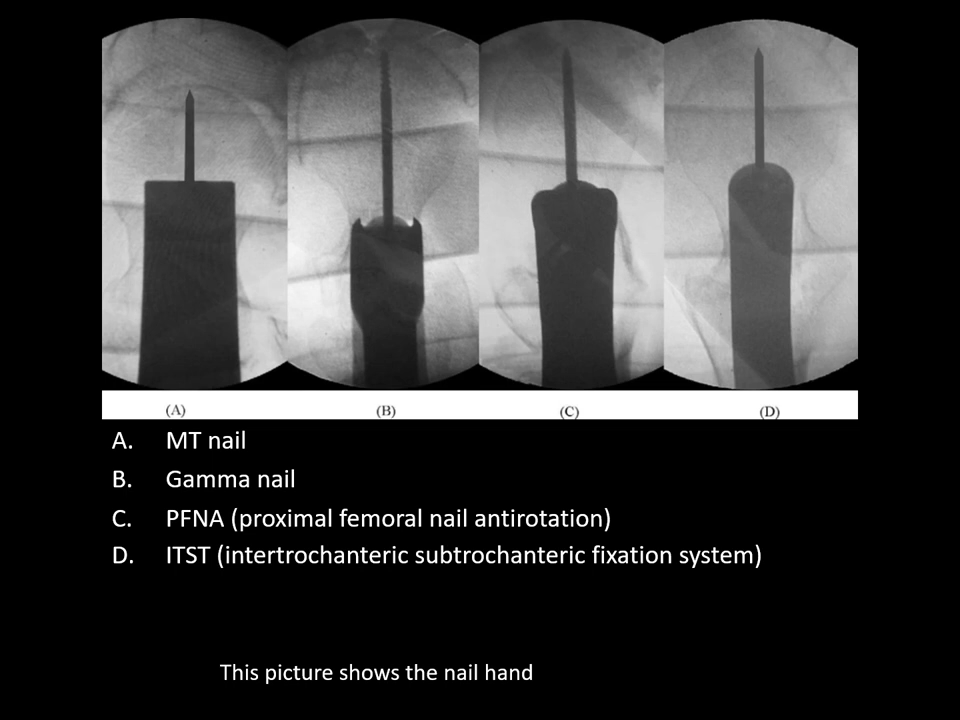 (A) (B) (C) (D)
A. MT nail
B. Gamma nail
C. PFNA (proximal femoral nail antirotation)
D. ITST (intertrochanteric subtrochanteric fixation system)
This picture shows the nail hand